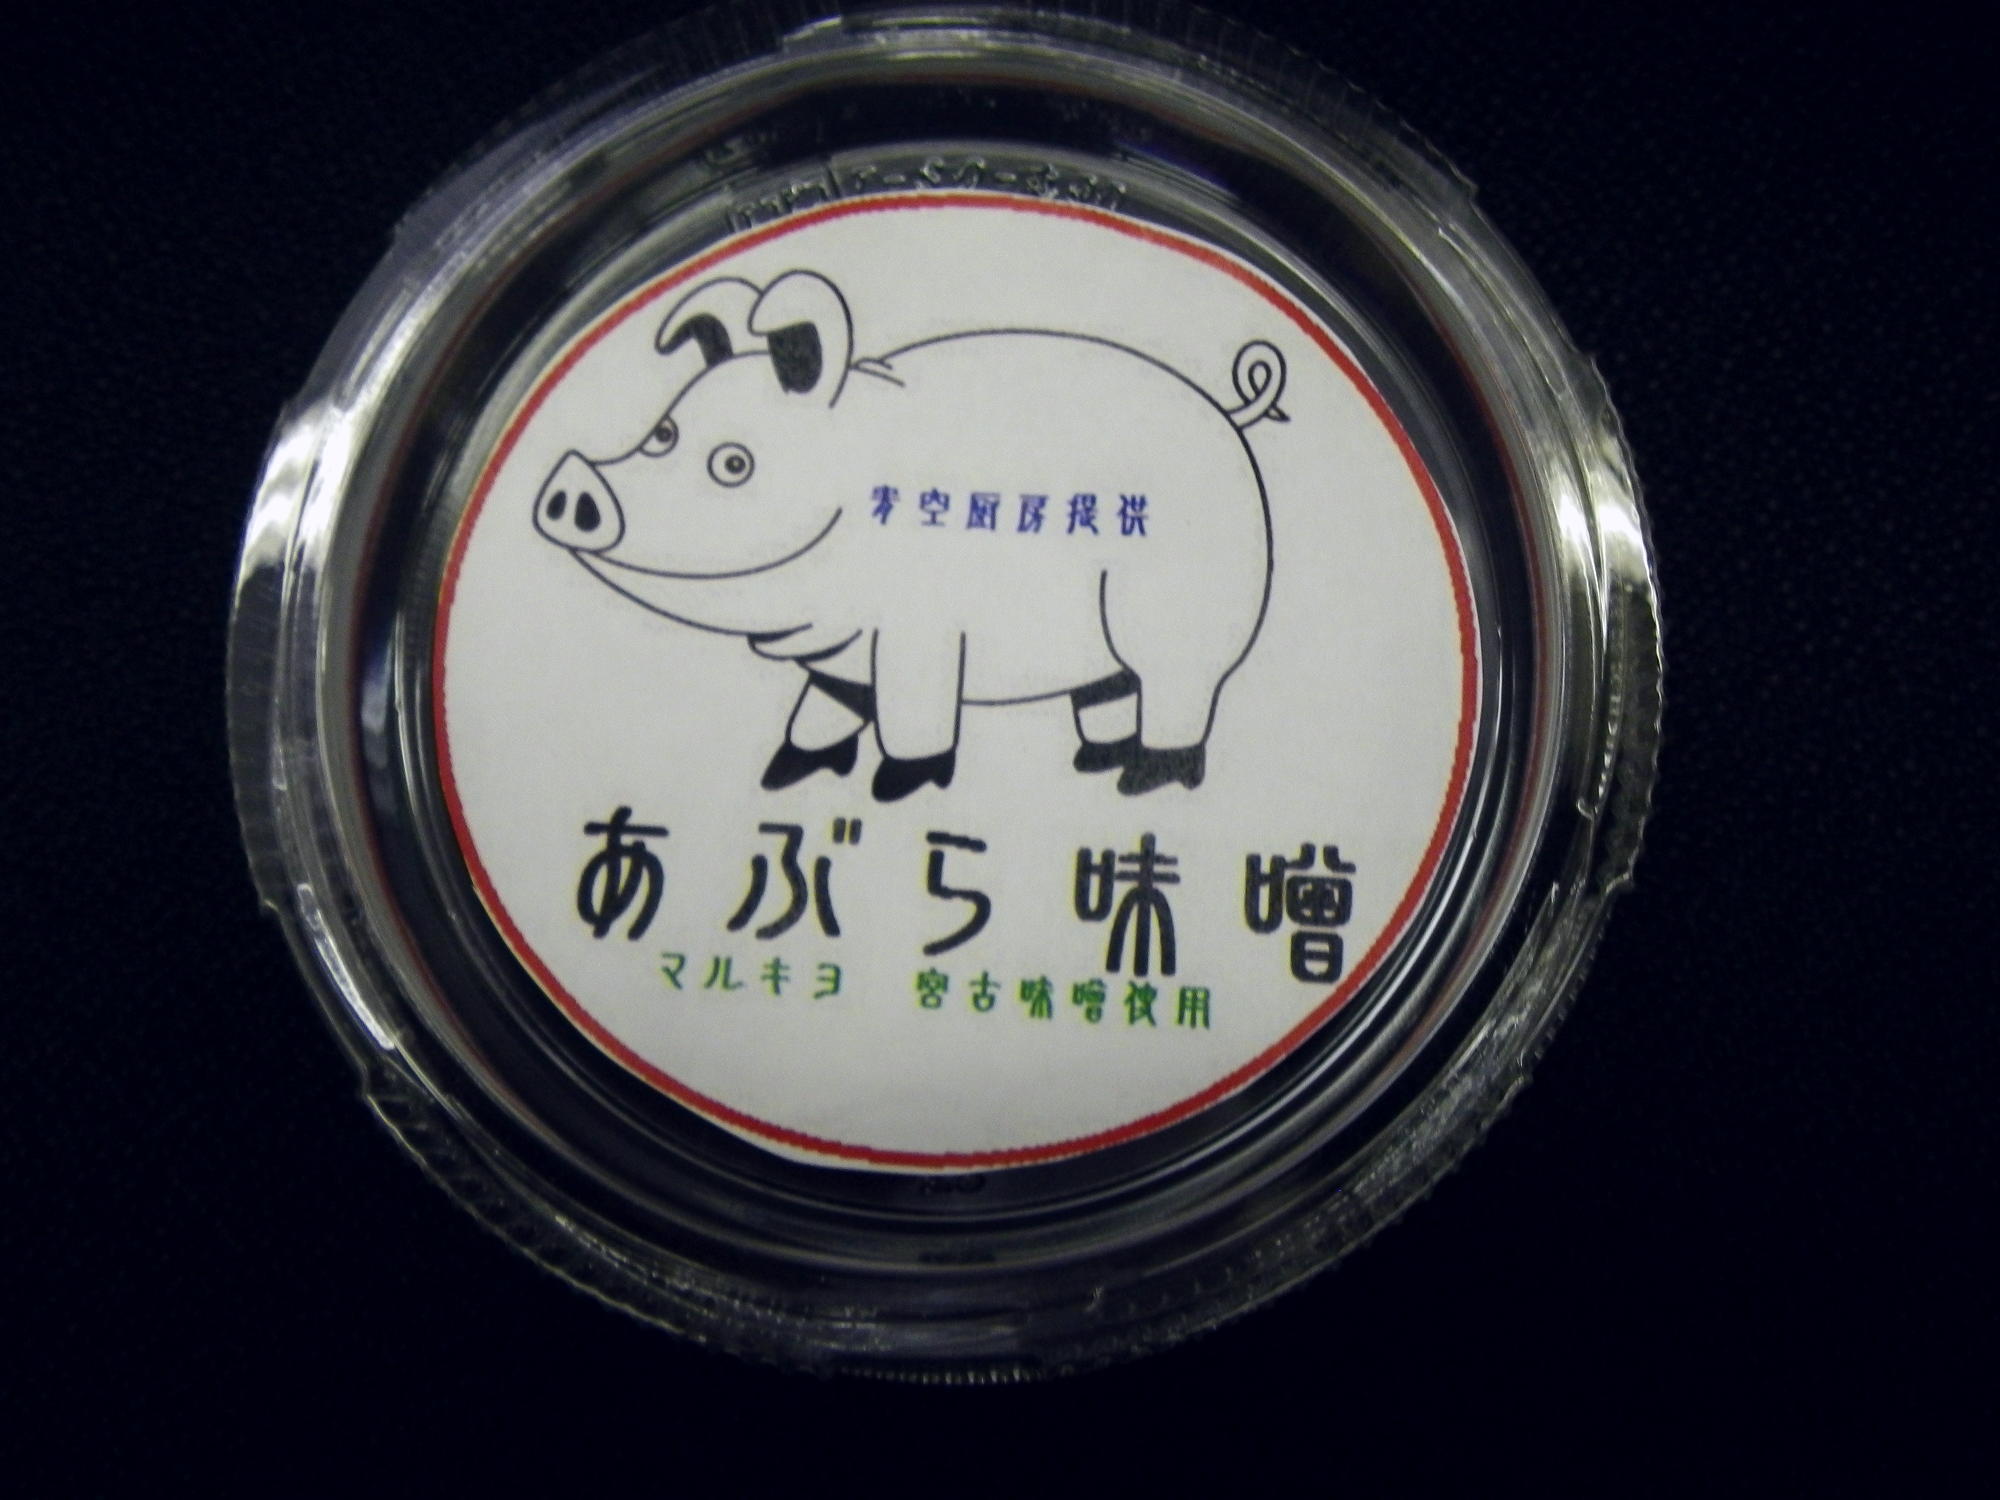 零空厨房提供
あぶら味噌
マルキヨ 宮古味噌使用